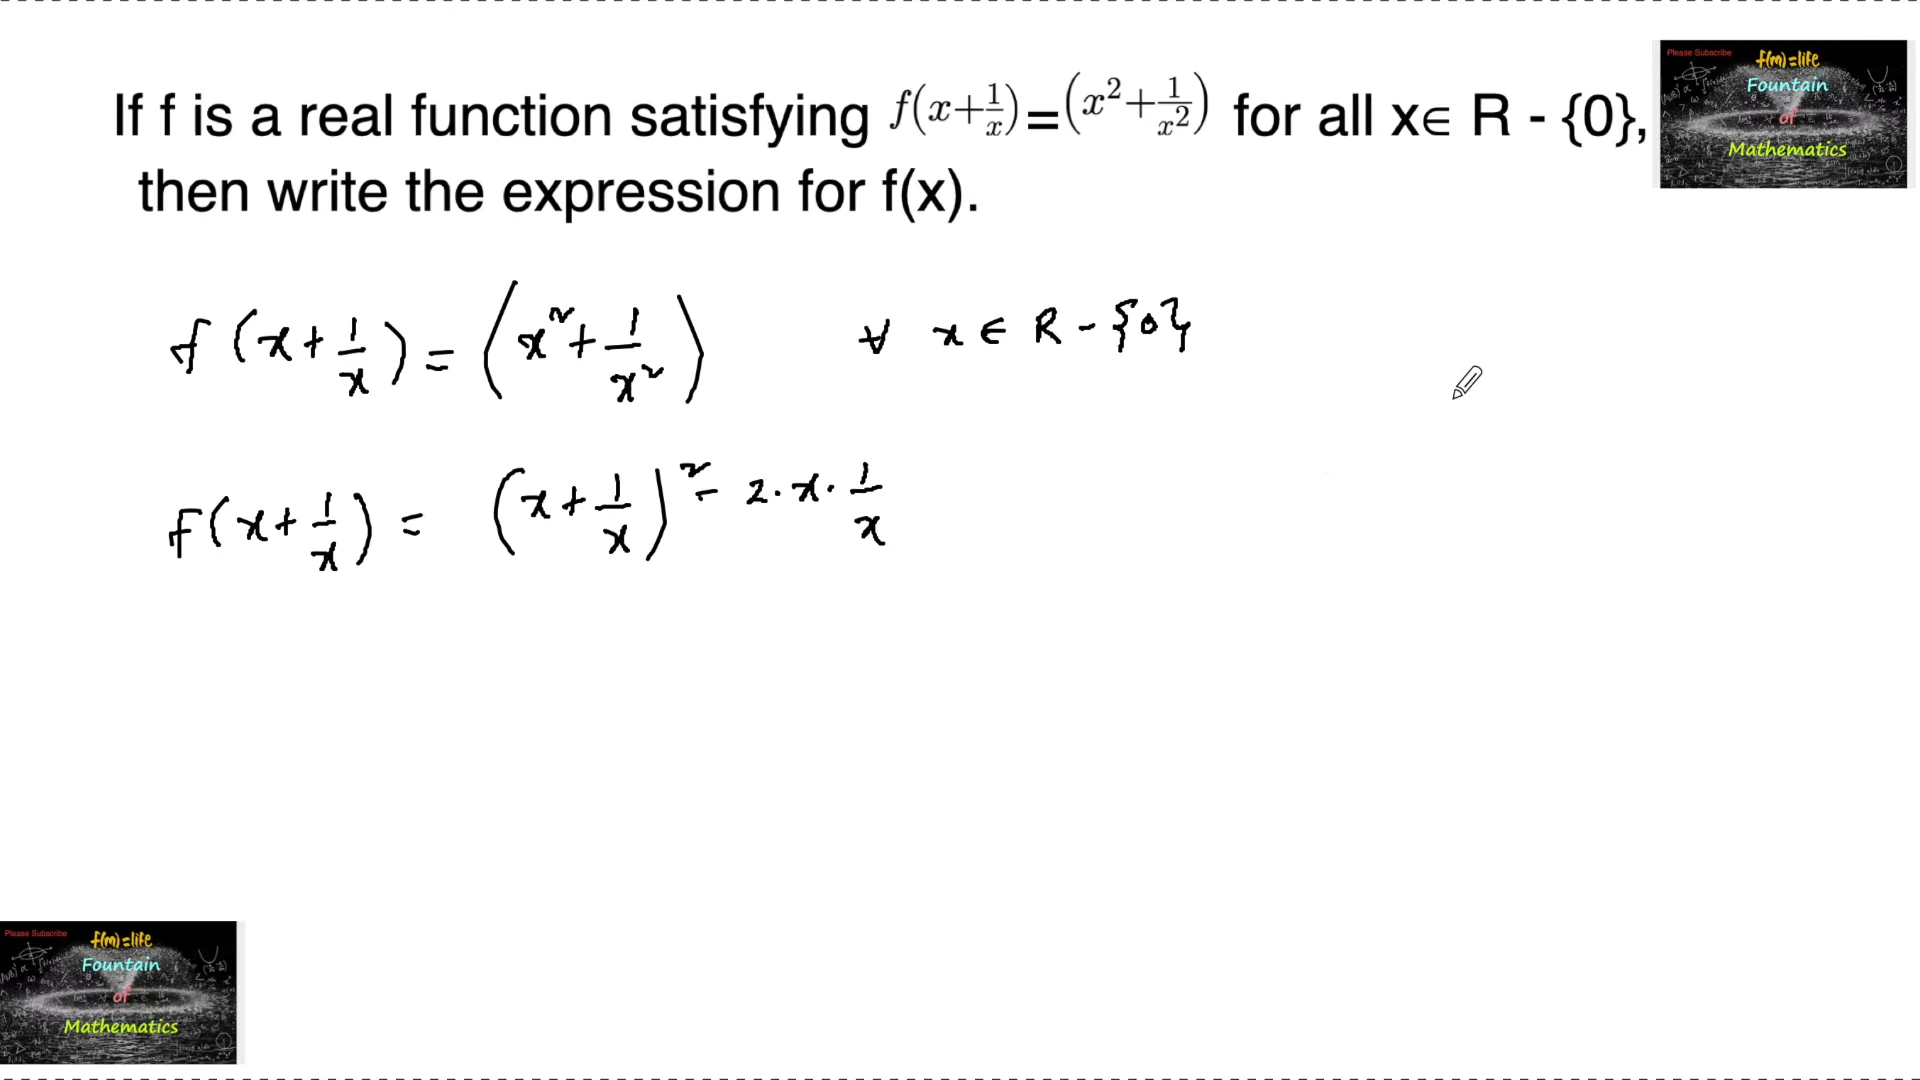 If f is a real function satisfying f(x+1/x)=(x²+1/x²) for all x∈ R - {0},
then write the expression for f(x).
Please Subscribe
f(m)=life
Fountain
of
Mathematics
f(x+1/x) = (x²+1/x²) ∀ x ∈ R - {0}
f(x+1/x) = (x+1/x)² - 2·x·1/x
Please Subscribe
f(m)=life
Fountain
of
Mathematics